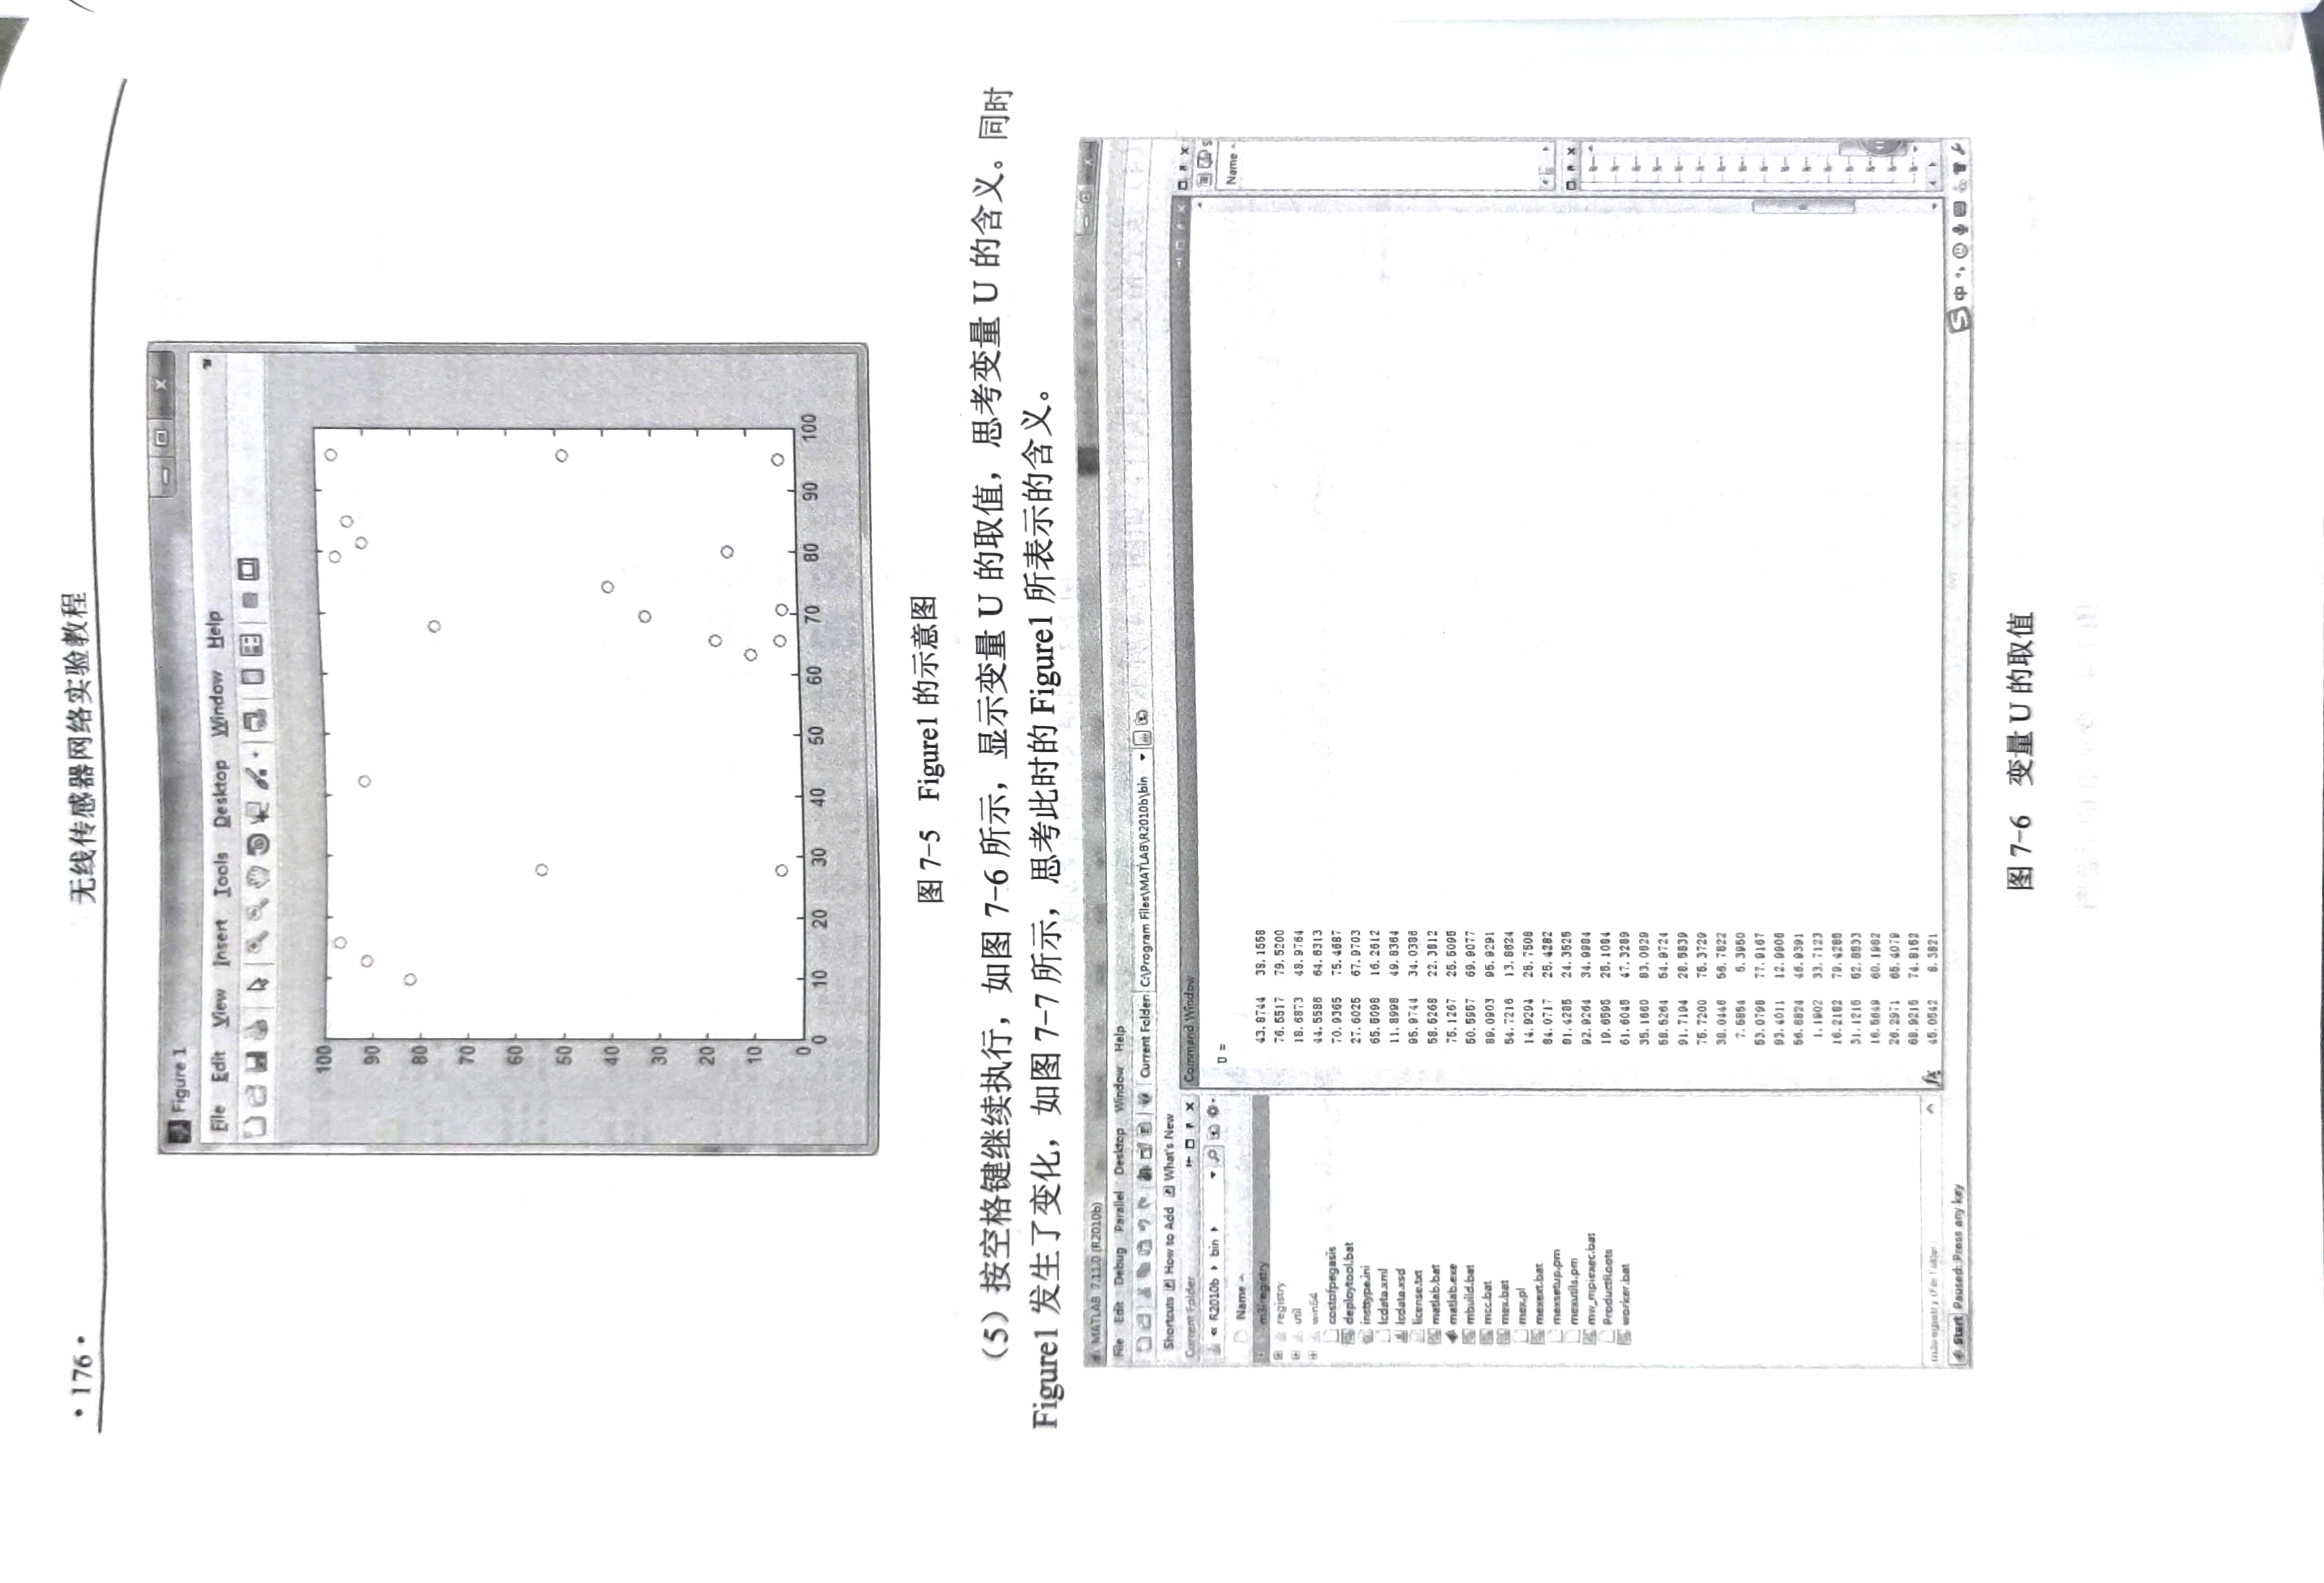 • 176 •
无线传感器网络实验教程
Figure 1
File Edit View Insert Tools Desktop Window Help
100
90
80
70
60
50
40
30
20
10
0
0 10 20 30 40 50 60 70 80 90 100
图 7-5 Figure1 的示意图
（5）按空格键继续执行，如图 7-6 所示，显示变量 U 的取值，思考变量 U 的含义。同时
Figure1 发生了变化，如图 7-7 所示，思考此时的 Figure1 所表示的含义。
MATLAB 7.11.0 (R2010b)
File Edit Debug Parallel Desktop Window Help
Current Folder: C:\Program Files\MATLAB\R2010b\bin
Shortcuts How to Add What's New
Current Folder
« R2010b bin
Name
m3iregistry
registry
util
win64
costofpegasis
deploytool.bat
insttype.ini
lcdata.xml
lcdata.xsd
license.txt
matlab.bat
matlab.exe
mbuild.bat
mcc.bat
mex.bat
mex.pl
mexext.bat
mexsetup.pm
mexutils.pm
mw_mpiexec.bat
ProductRoots
worker.bat
Command Window
U =
43.8744 38.1558
76.5517 79.5200
18.6873 48.9764
44.5586 64.6313
70.9365 75.4687
27.6025 67.9703
65.5098 16.2612
11.8998 49.8364
95.9744 34.0386
58.5268 22.3812
75.1267 25.5095
50.5957 69.9077
89.0903 95.9291
54.7216 13.8624
14.9294 25.7508
84.0717 25.4282
81.4285 24.3525
92.9264 34.9984
19.6595 25.1084
61.6045 47.3289
35.1660 83.0829
58.5264 54.9724
91.7194 28.5839
75.7200 75.3729
38.0446 56.7822
7.5854 5.3950
53.0798 77.9167
93.4011 12.9906
56.8824 46.9391
1.1902 33.7123
16.2182 79.4285
31.1215 52.8533
16.5649 60.1982
26.2971 65.4079
68.9215 74.8152
45.0542 8.3821
fx
Name
Start Paused: Press any key
中
图 7-6 变量 U 的取值